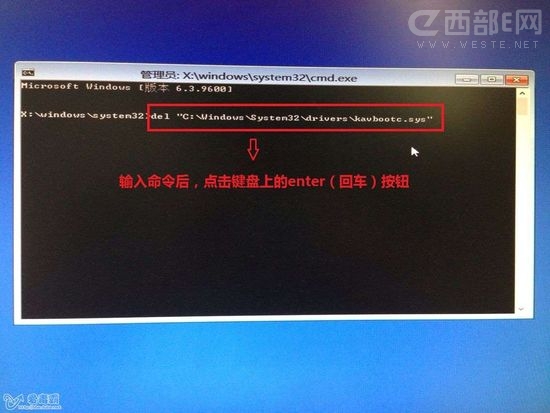 西部E网
WWW.VESTE.NET
管理员: X:\windows\system32\cmd.exe
Microsoft Windows [版本 6.3.9600]
X:\windows\system32>del "C:\Windows\System32\drivers\kavbootc.sys"
输入命令后，点击键盘上的enter（回车）按钮